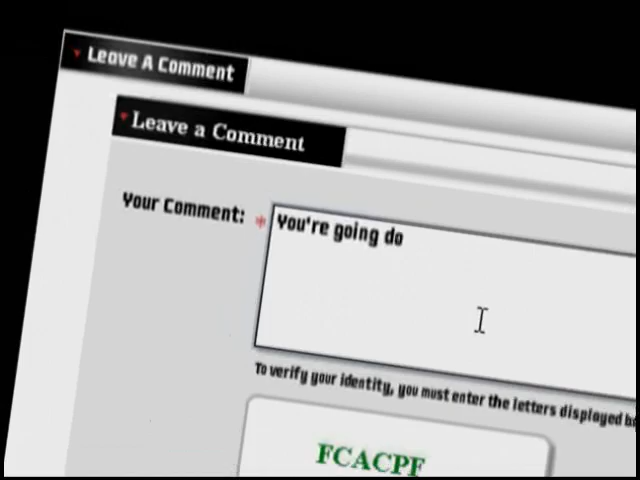 Leave A Comment
Leave a Comment
Your Comment: *
You're going do
To verify your identity, you must enter the letters displayed
FCACPF